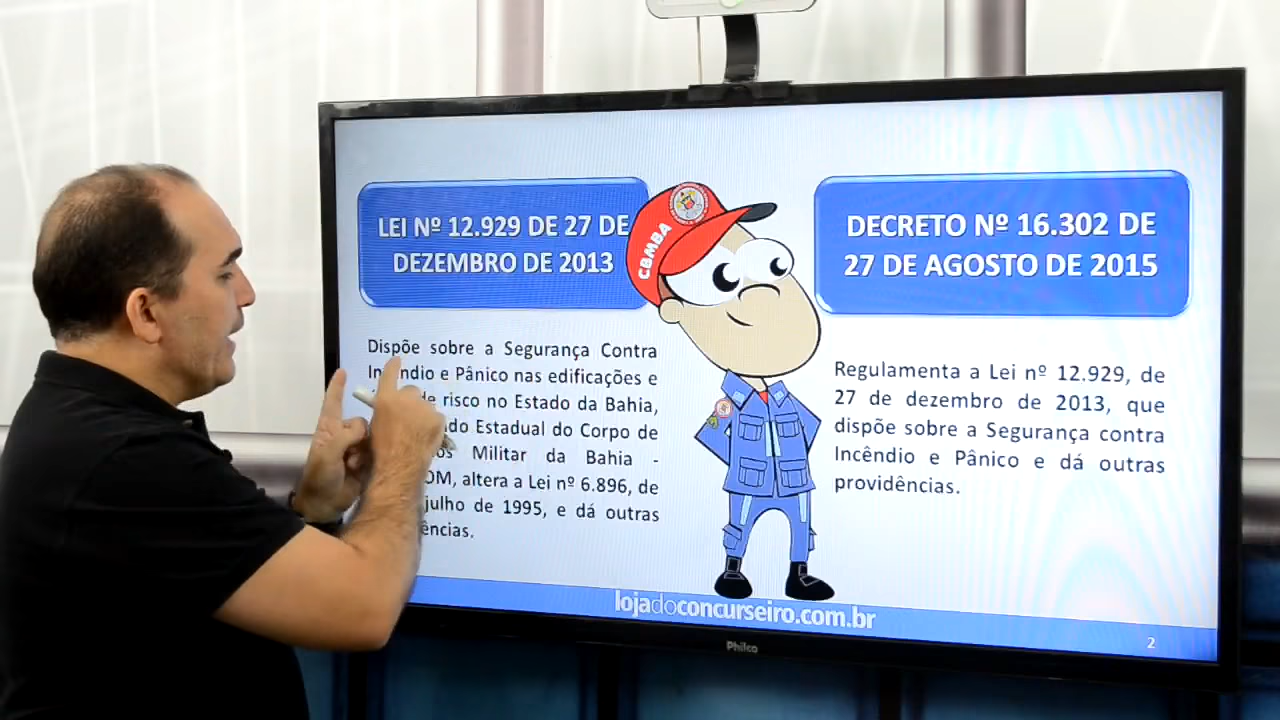 LEI Nº 12.929 DE 27 DE
DEZEMBRO DE 2013
Dispõe sobre a Segurança Contra
Incêndio e Pânico nas edificações e
de risco no Estado da Bahia,
Estadual do Corpo de
Militar da Bahia -
altera a Lei nº 6.896, de
julho de 1995, e dá outras
CBMBA
DECRETO Nº 16.302 DE
27 DE AGOSTO DE 2015
Regulamenta a Lei nº 12.929, de
27 de dezembro de 2013, que
dispõe sobre a Segurança contra
Incêndio e Pânico e dá outras
providências.
lojadoconcurseiro.com.br
2
Philco